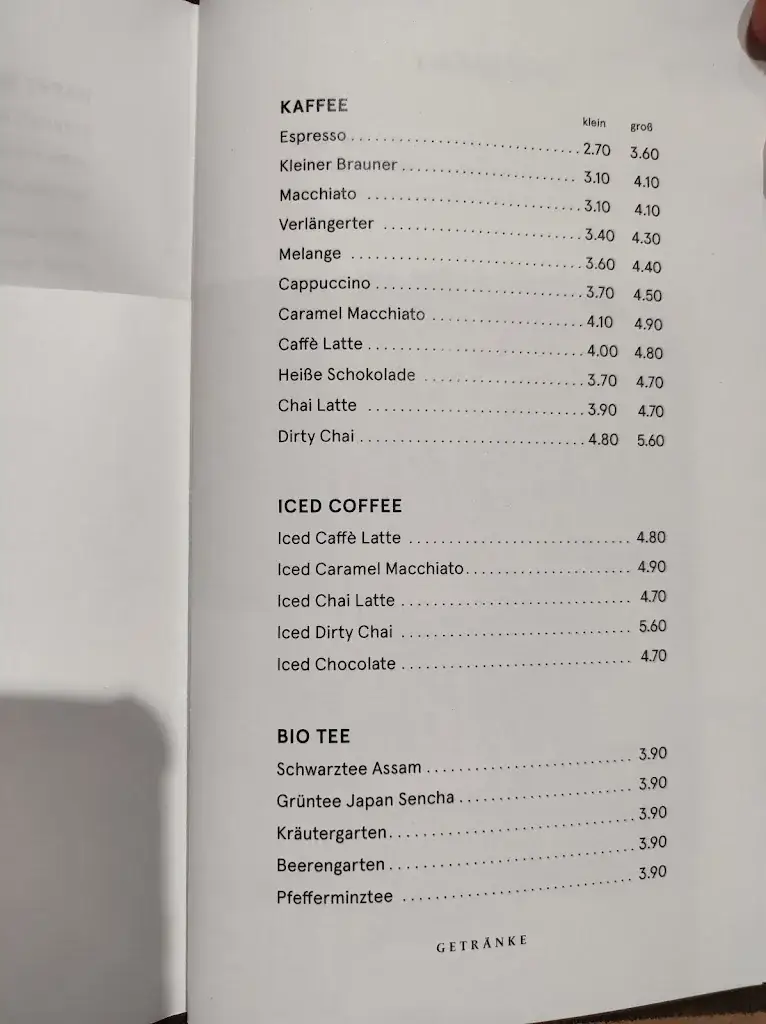 KAFFEE
klein groß
Espresso 2.70 3.60
Kleiner Brauner 3.10 4.10
Macchiato 3.10 4.10
Verlängerter 3.40 4.30
Melange 3.60 4.40
Cappuccino 3.70 4.50
Caramel Macchiato 4.10 4.90
Caffè Latte 4.00 4.80
Heiße Schokolade 3.70 4.70
Chai Latte 3.90 4.70
Dirty Chai 4.80 5.60
ICED COFFEE
Iced Caffè Latte 4.80
Iced Caramel Macchiato 4.90
Iced Chai Latte 4.70
Iced Dirty Chai 5.60
Iced Chocolate 4.70
BIO TEE
Schwarztee Assam 3.90
Grüntee Japan Sencha 3.90
Kräutergarten 3.90
Beerengarten 3.90
Pfefferminztee 3.90
GETRÄNKE